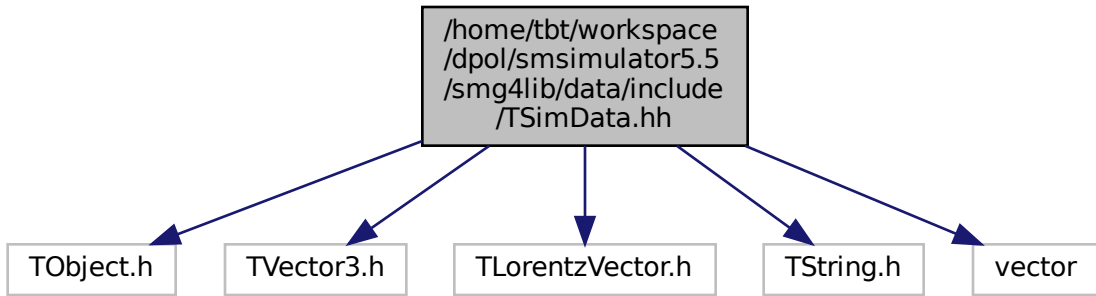 /home/tbt/workspace
/dpol/smsimulator5.5
/smg4lib/data/include
/TSimData.hh
TObject.h
TVector3.h
TLorentzVector.h
TString.h
vector